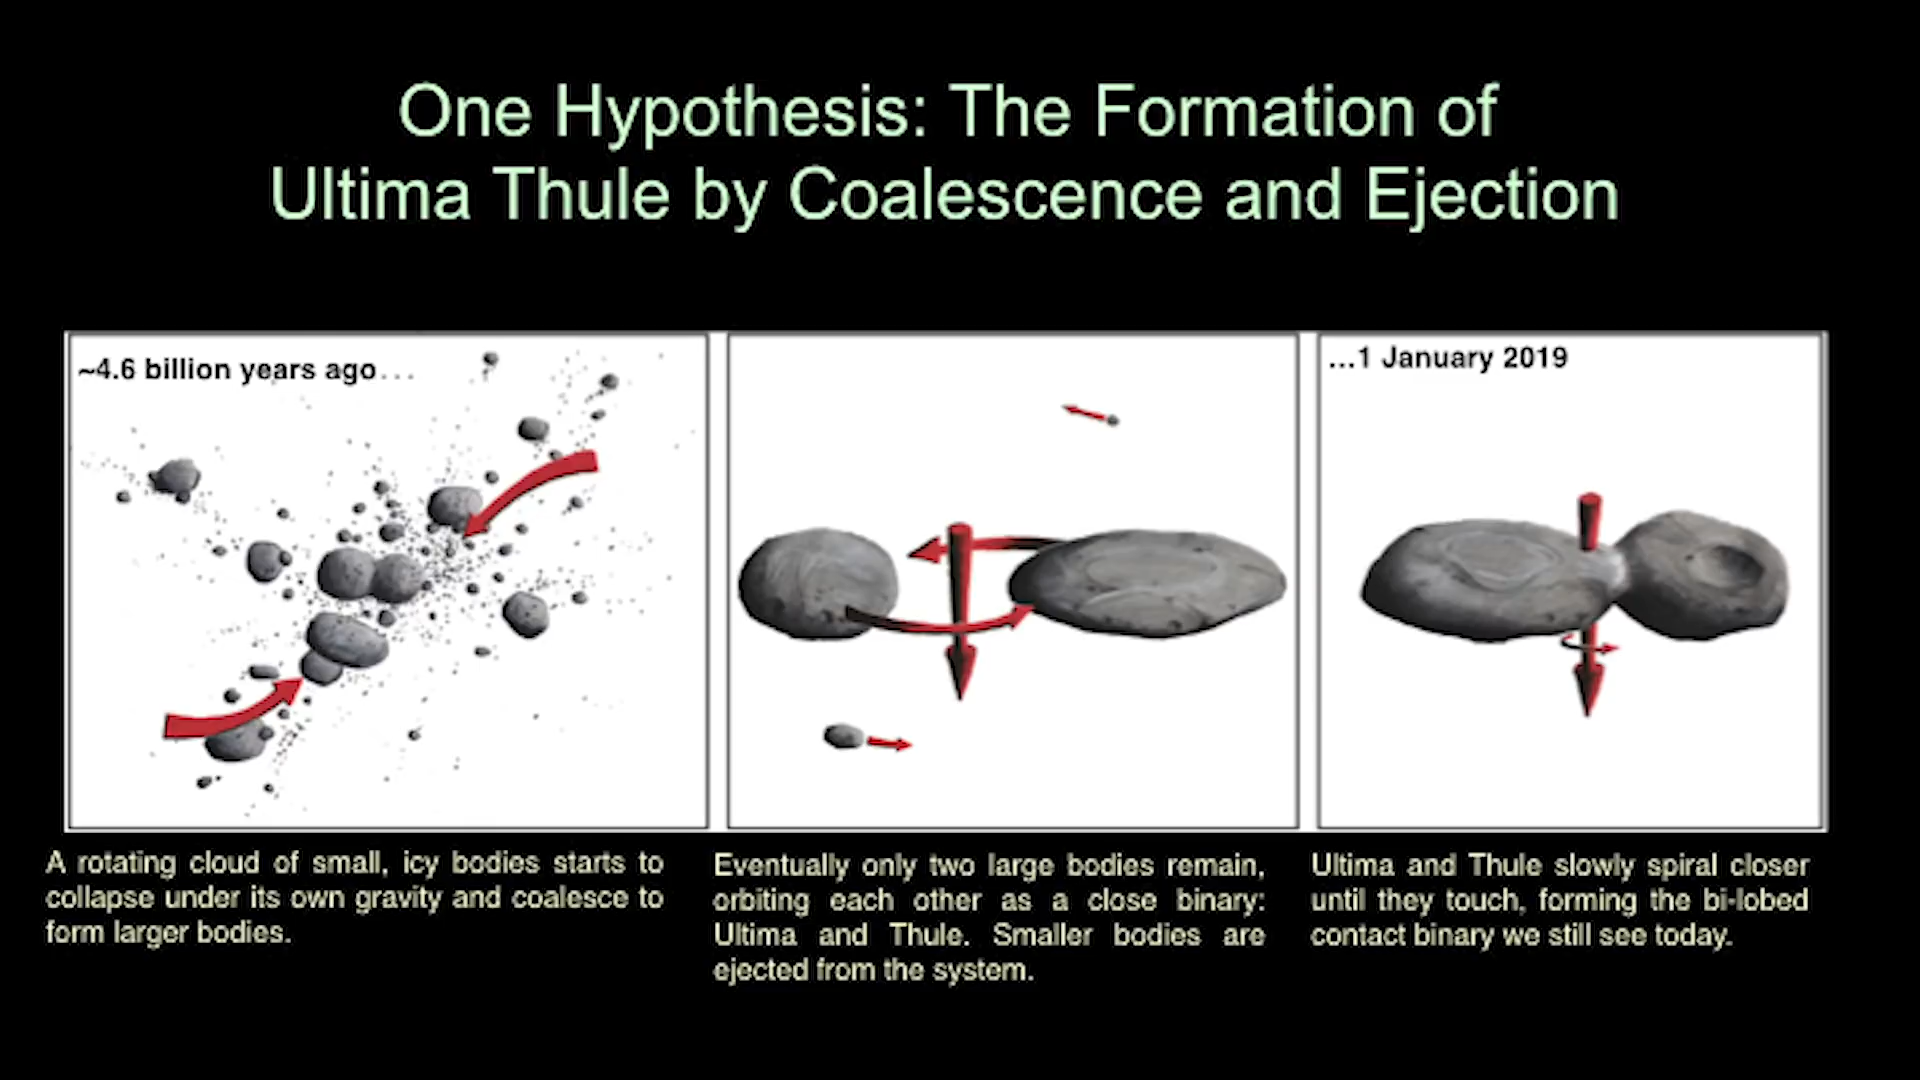 One Hypothesis: The Formation of
Ultima Thule by Coalescence and Ejection
~4.6 billion years ago...
...1 January 2019
A rotating cloud of small, icy bodies starts to
collapse under its own gravity and coalesce to
form larger bodies.
Eventually only two large bodies remain,
orbiting each other as a close binary:
Ultima and Thule. Smaller bodies are
ejected from the system.
Ultima and Thule slowly spiral closer
until they touch, forming the bi-lobed
contact binary we still see today.